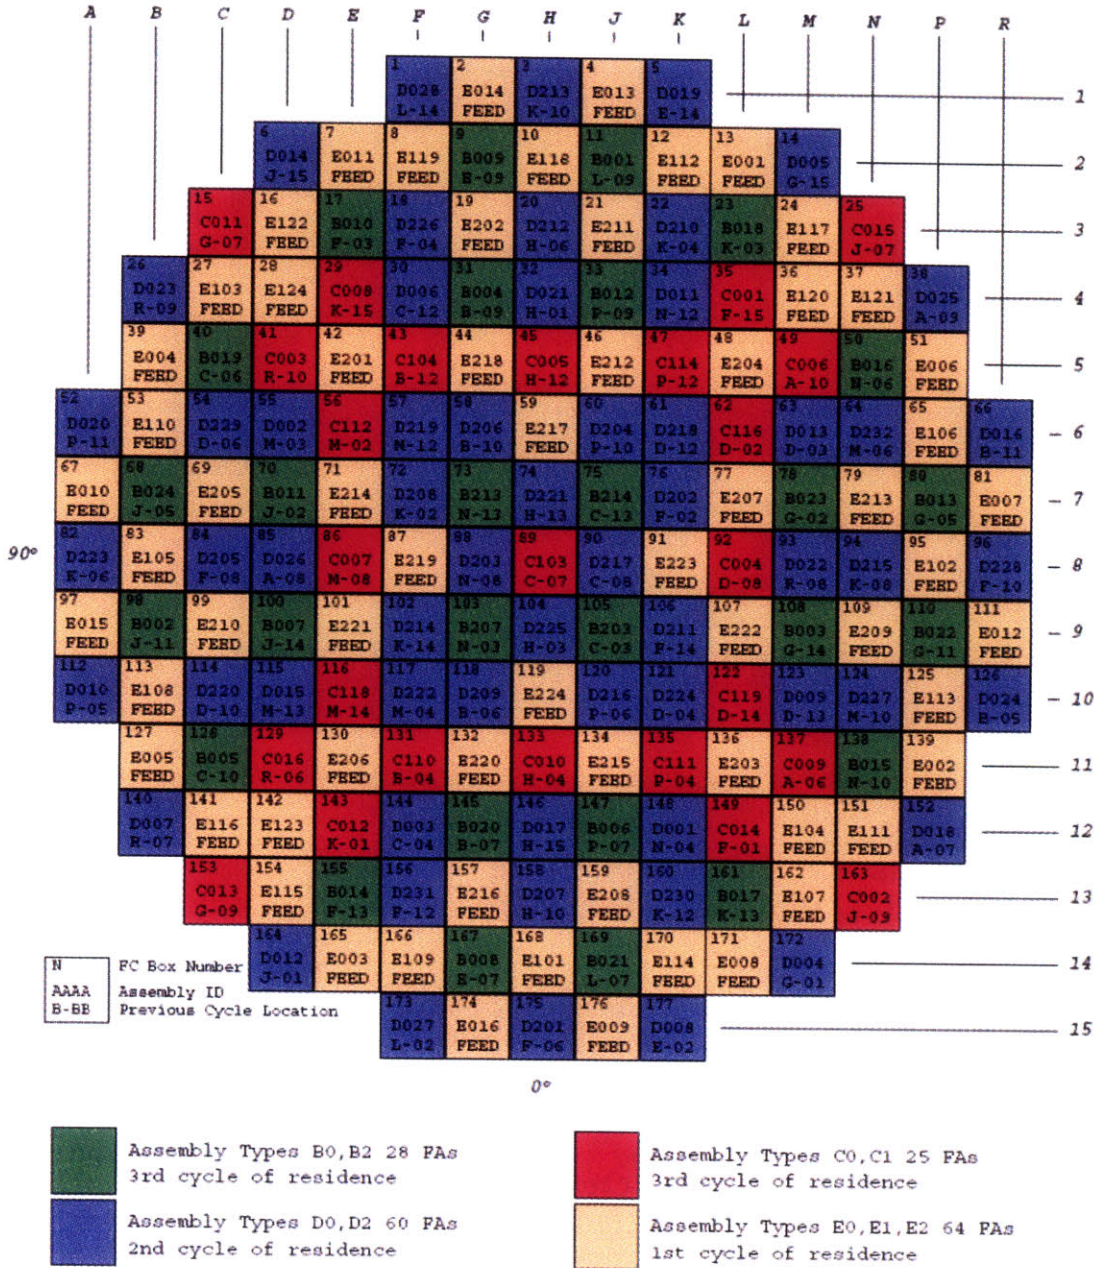 A B C D E F G H J K L M N P R
1 2 3 4 5
D028 E014 D213 E013 D019
L-14 FEED K-10 FEED E-14
1
6 7 8 9 10 11 12 13 14
D014 E011 E119 B009 E118 B001 E112 E001 D005
J-15 FEED FEED E-09 FEED L-09 FEED FEED G-15
2
15 16 17 18 19 20 21 22 23 24 25
C011 E122 B010 D226 E202 D212 E211 D210 B018 E117 C015
G-07 FEED F-03 F-04 FEED H-06 FEED K-04 K-03 FEED J-07
3
26 27 28 29 30 31 32 33 34 35 36 37 38
D023 E103 E124 C008 D006 B004 D021 B012 D011 C001 E120 E121 D025
R-09 FEED FEED K-15 C-12 B-09 H-01 P-09 N-12 F-15 FEED FEED A-09
4
39 40 41 42 43 44 45 46 47 48 49 50 51
E004 B019 C003 E201 C104 E218 C005 E212 C114 E204 C006 B016 E006
FEED C-06 R-10 FEED B-12 FEED H-12 FEED P-12 FEED A-10 N-06 FEED
5
52 53 54 55 56 57 58 59 60 61 62 63 64 65 66
D020 E110 D229 D002 C112 D219 D206 E217 D204 D218 C116 D013 D232 E106 D016
P-11 FEED D-06 M-03 M-02 M-12 B-10 FEED P-10 D-12 D-02 D-03 M-06 FEED B-11
6
67 68 69 70 71 72 73 74 75 76 77 78 79 80 81
E010 B024 E205 B011 E214 D208 B213 D221 B214 D202 E207 B023 E213 B013 E007
FEED J-05 FEED J-02 FEED K-02 N-13 H-13 C-13 F-02 FEED G-02 FEED G-05 FEED
7
90°
82 83 84 85 86 87 88 89 90 91 92 93 94 95 96
D223 E105 D205 D026 C007 E219 D203 C103 D217 E223 C004 D022 D215 E102 D228
K-06 FEED F-08 A-08 M-08 FEED N-08 C-07 C-08 FEED D-08 R-08 K-08 FEED F-10
8
97 98 99 100 101 102 103 104 105 106 107 108 109 110 111
E015 B002 E210 B007 E221 D214 B207 D225 B203 D211 E222 B003 E209 B022 E012
FEED J-11 FEED J-14 FEED K-14 N-03 H-03 C-03 F-14 FEED G-14 FEED G-11 FEED
9
112 113 114 115 116 117 118 119 120 121 122 123 124 125 126
D010 E108 D220 D015 C118 D222 D209 E224 D216 D224 C119 D009 D227 E113 D024
P-05 FEED D-10 M-13 M-14 M-04 B-06 FEED P-06 D-04 D-14 D-13 M-10 FEED B-05
10
127 128 129 130 131 132 133 134 135 136 137 138 139
E005 B005 C016 E206 C110 E220 C010 E215 C111 E203 C009 B015 E002
FEED C-10 R-06 FEED B-04 FEED H-04 FEED P-04 FEED A-06 N-10 FEED
11
140 141 142 143 144 145 146 147 148 149 150 151 152
D007 E116 E123 C012 D003 B020 D017 B006 D001 C014 E104 E111 D018
R-07 FEED FEED K-01 C-04 B-07 H-15 P-07 N-04 F-01 FEED FEED A-07
12
153 154 155 156 157 158 159 160 161 162 163
C013 E115 B014 D231 E216 D207 E208 D230 B017 E107 C002
G-09 FEED F-13 F-12 FEED H-10 FEED K-12 K-13 FEED J-09
13
164 165 166 167 168 169 170 171 172
D012 E003 E109 B008 E101 B021 E114 E008 D004
J-01 FEED FEED E-07 FEED L-07 FEED FEED G-01
14
173 174 175 176 177
D027 E016 D201 E009 D008
L-02 FEED F-06 FEED E-02
15
N FC Box Number
AAAA Assembly ID
B-BB Previous Cycle Location
0°
Assembly Types B0,B2 28 FAs
3rd cycle of residence
Assembly Types C0,C1 25 FAs
3rd cycle of residence
Assembly Types D0,D2 60 FAs
2nd cycle of residence
Assembly Types E0,E1,E2 64 FAs
1st cycle of residence